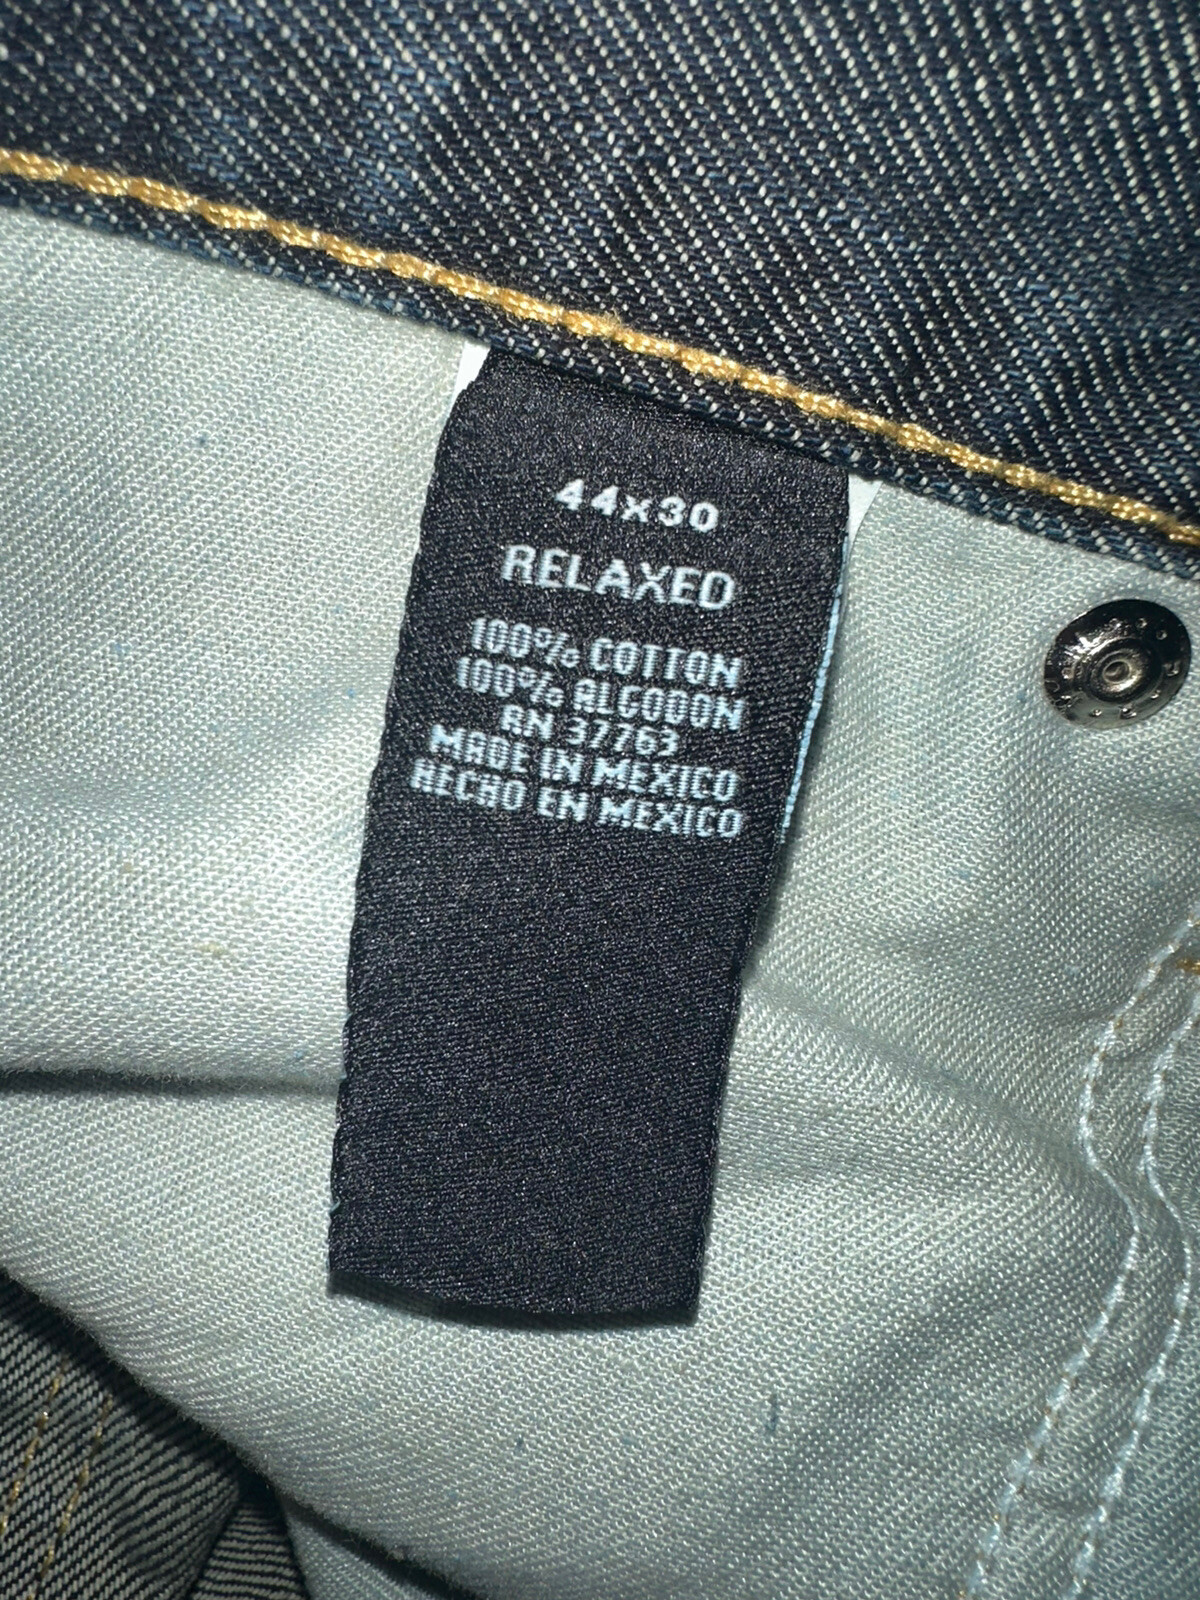 44x30
RELAXED
100% COTTON
100% ALGODON
RN 37763
MADE IN MEXICO
HECHO EN MEXICO